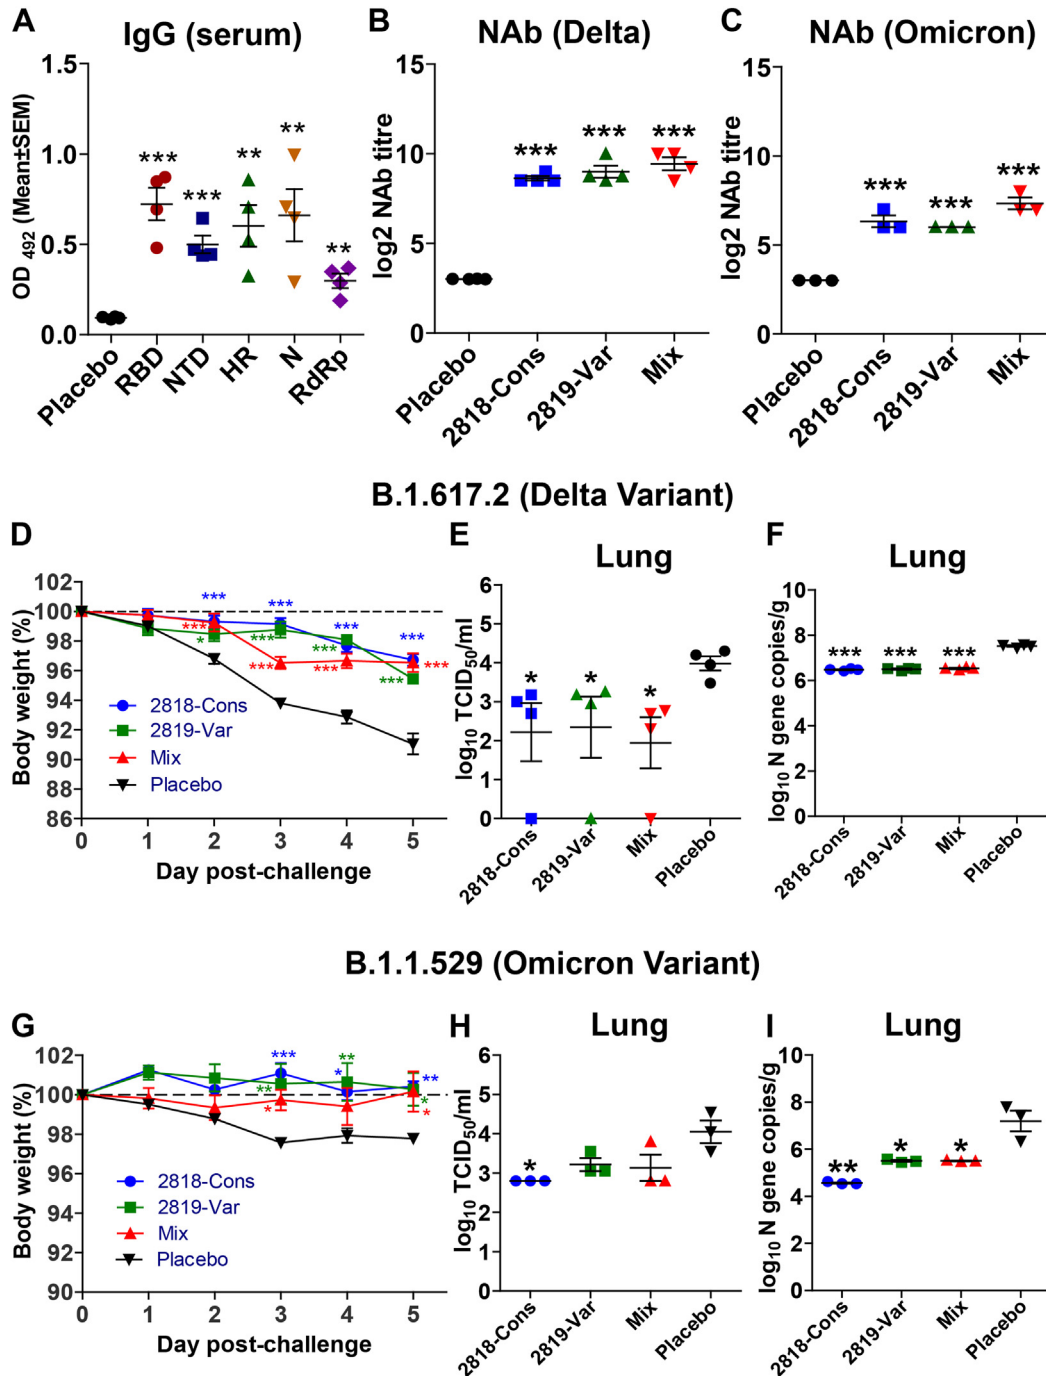 A
IgG (serum)
OD 492 (Mean±SEM)
1.5
1.0
0.5
0.0
***
***
**
**
**
Placebo
RBD
NTD
HR
N
RdRp
B
NAb (Delta)
log2 NAb titre
15
10
5
0
***
***
***
Placebo
2818-Cons
2819-Var
Mix
C
NAb (Omicron)
log2 NAb titre
15
10
5
0
***
***
***
Placebo
2818-Cons
2819-Var
Mix
B.1.617.2 (Delta Variant)
D
Body weight (%)
102
100
98
96
94
92
90
88
86
***
***
***
***
***
*
***
***
***
***
***
***
2818-Cons
2819-Var
Mix
Placebo
0 1 2 3 4 5
Day post-challenge
E
Lung
log10 TCID50/ml
6
5
4
3
2
1
0
*
*
*
2818-Cons
2819-Var
Mix
Placebo
F
Lung
log10 N gene copies/g
10
8
6
4
2
0
***
***
***
2818-Cons
2819-Var
Mix
Placebo
B.1.1.529 (Omicron Variant)
G
Body weight (%)
102
100
98
96
94
92
90
***
**
*
**
**
*
*
*
2818-Cons
2819-Var
Mix
Placebo
0 1 2 3 4 5
Day post-challenge
H
Lung
log10 TCID50/ml
6
5
4
3
2
1
0
*
2818-Cons
2819-Var
Mix
Placebo
I
Lung
log10 N gene copies/g
10
8
6
4
2
0
**
*
*
2818-Cons
2819-Var
Mix
Placebo